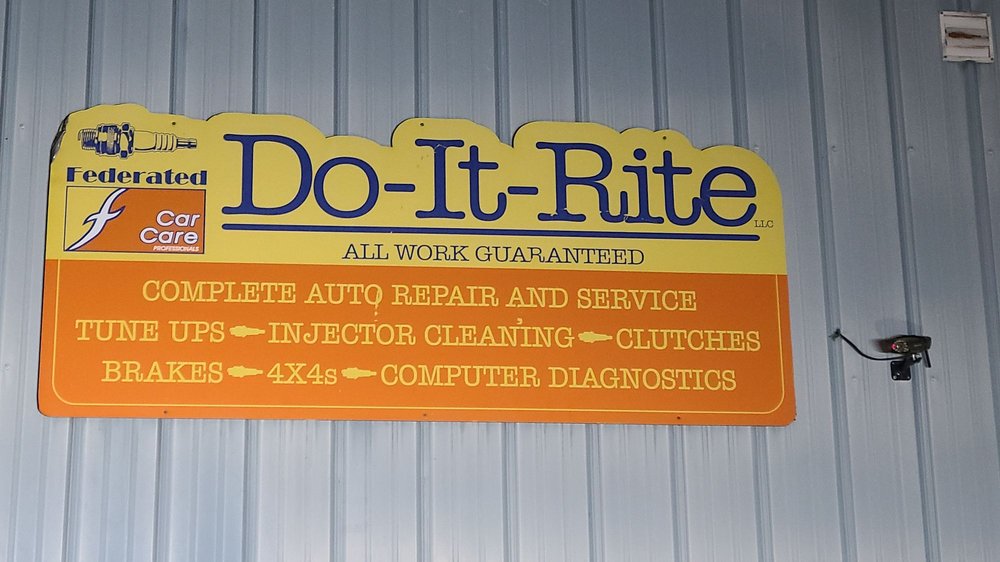 Federated
Car
Care
PROFESSIONALS
Do-It-Rite
LLC
ALL WORK GUARANTEED
COMPLETE AUTO REPAIR AND SERVICE
TUNE UPS INJECTOR CLEANING CLUTCHES
BRAKES 4X4s COMPUTER DIAGNOSTICS